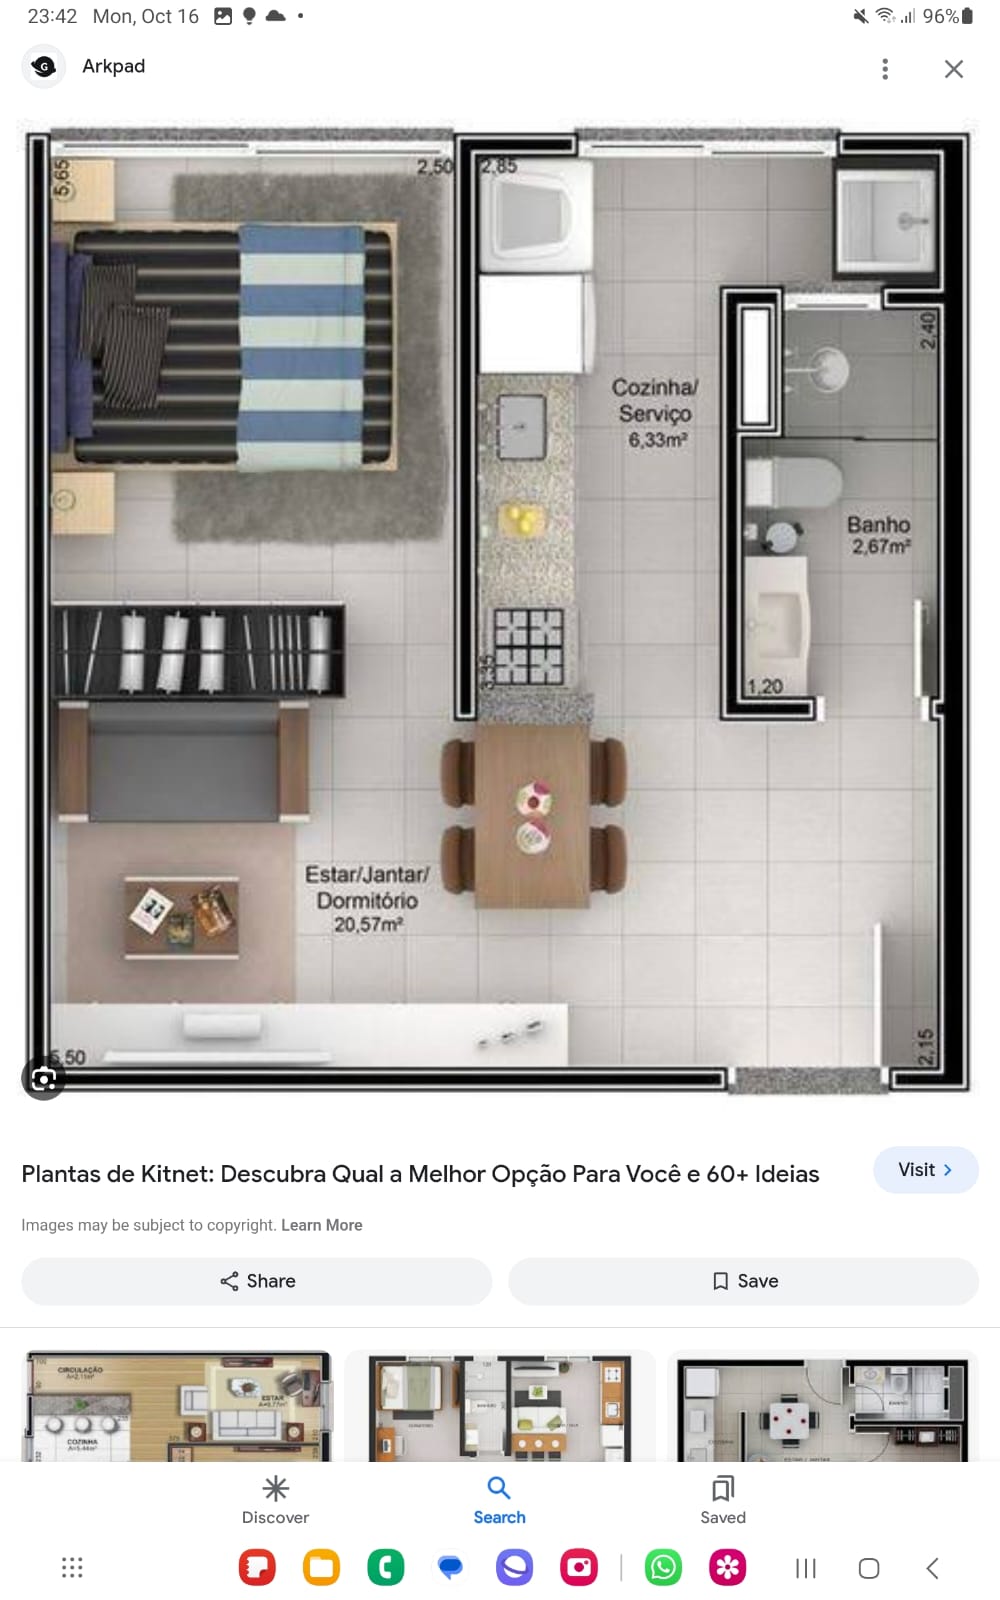 23:42 Mon, Oct 16
96%
Arkpad
5,65
2,50
2,85
Cozinha/
Serviço
6,33m²
2,40
Banho
2,67m²
1,20
Estar/Jantar/
Dormitório
20,57m²
5,50
2,15
Plantas de Kitnet: Descubra Qual a Melhor Opção Para Você e 60+ Ideias
Visit
Images may be subject to copyright. Learn More
Share
Save
CIRCULAÇÃO
ESTAR
COZINHA
Discover
Search
Saved